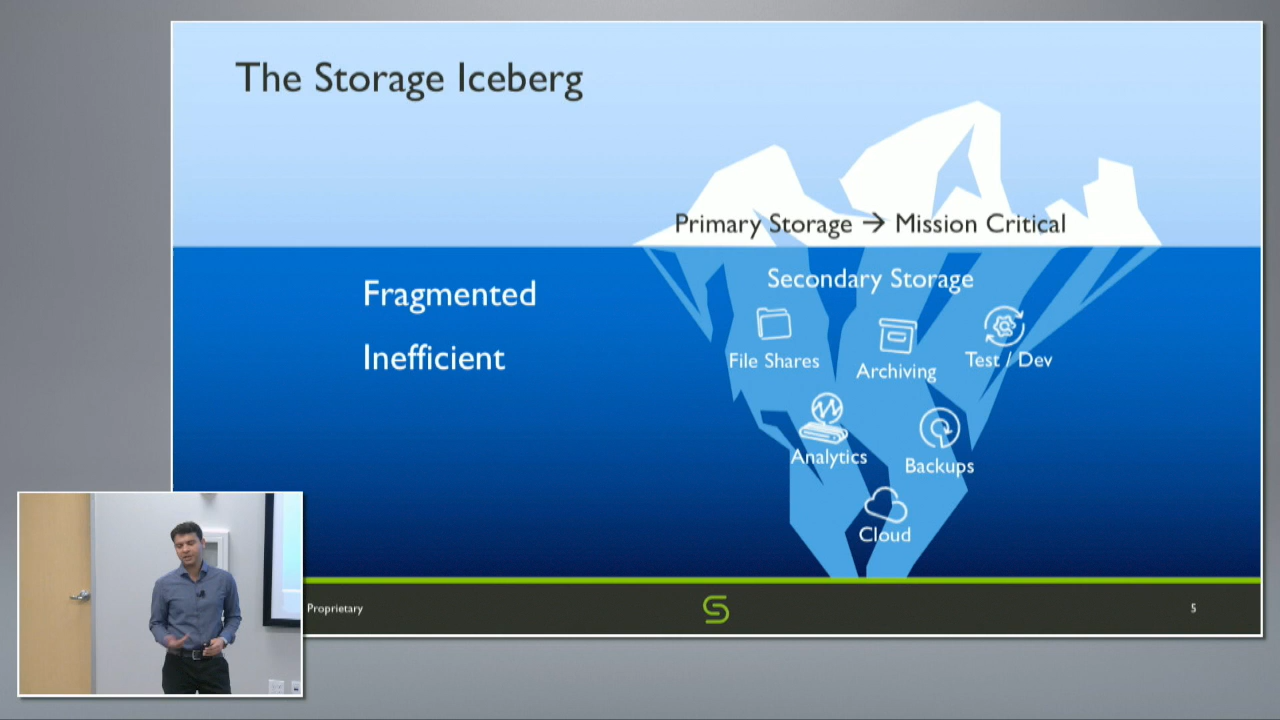 The Storage Iceberg
Primary Storage → Mission Critical
Fragmented
Inefficient
Secondary Storage
File Shares
Archiving
Test / Dev
Analytics
Backups
Cloud
Proprietary
5